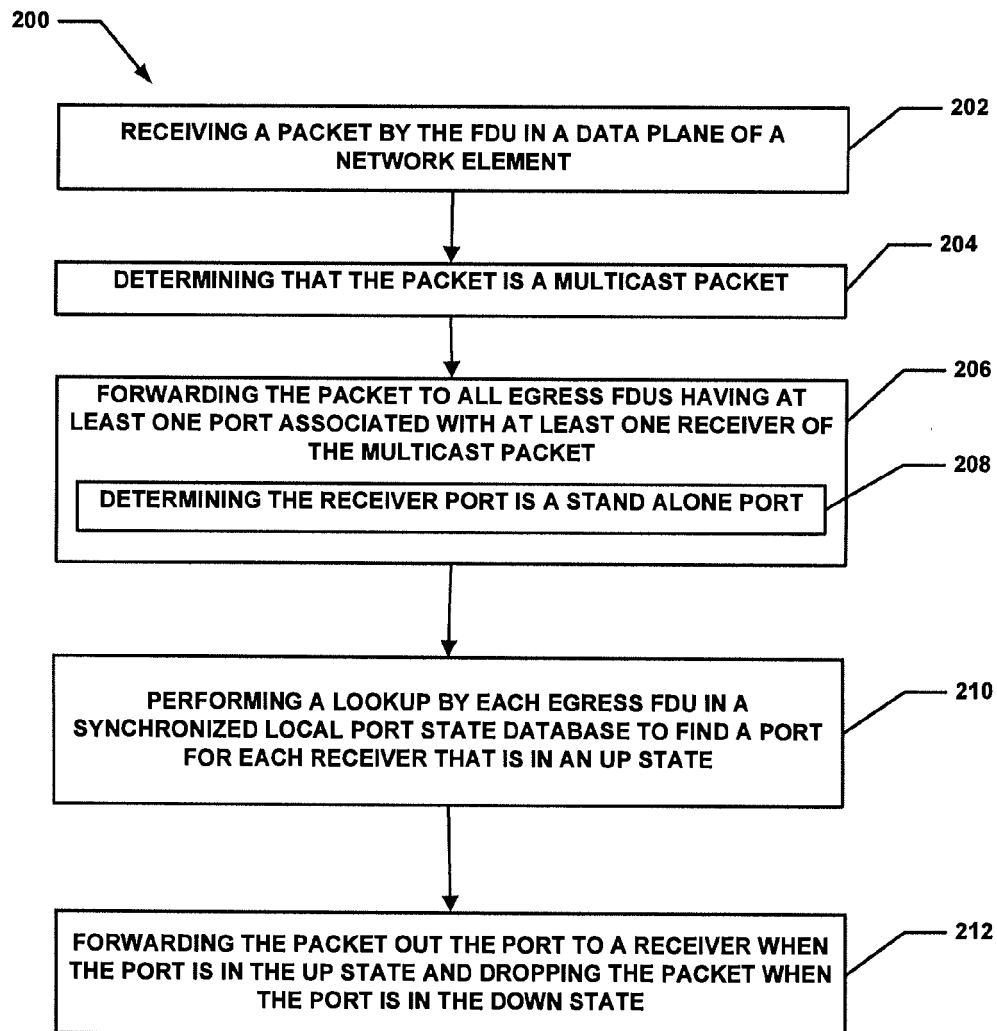 200
202
RECEIVING A PACKET BY THE FDU IN A DATA PLANE OF A
NETWORK ELEMENT
204
DETERMINING THAT THE PACKET IS A MULTICAST PACKET
206
FORWARDING THE PACKET TO ALL EGRESS FDUS HAVING AT
LEAST ONE PORT ASSOCIATED WITH AT LEAST ONE RECEIVER OF
THE MULTICAST PACKET
208
DETERMINING THE RECEIVER PORT IS A STAND ALONE PORT
210
PERFORMING A LOOKUP BY EACH EGRESS FDU IN A
SYNCHRONIZED LOCAL PORT STATE DATABASE TO FIND A PORT
FOR EACH RECEIVER THAT IS IN AN UP STATE
212
FORWARDING THE PACKET OUT THE PORT TO A RECEIVER WHEN
THE PORT IS IN THE UP STATE AND DROPPING THE PACKET WHEN
THE PORT IS IN THE DOWN STATE